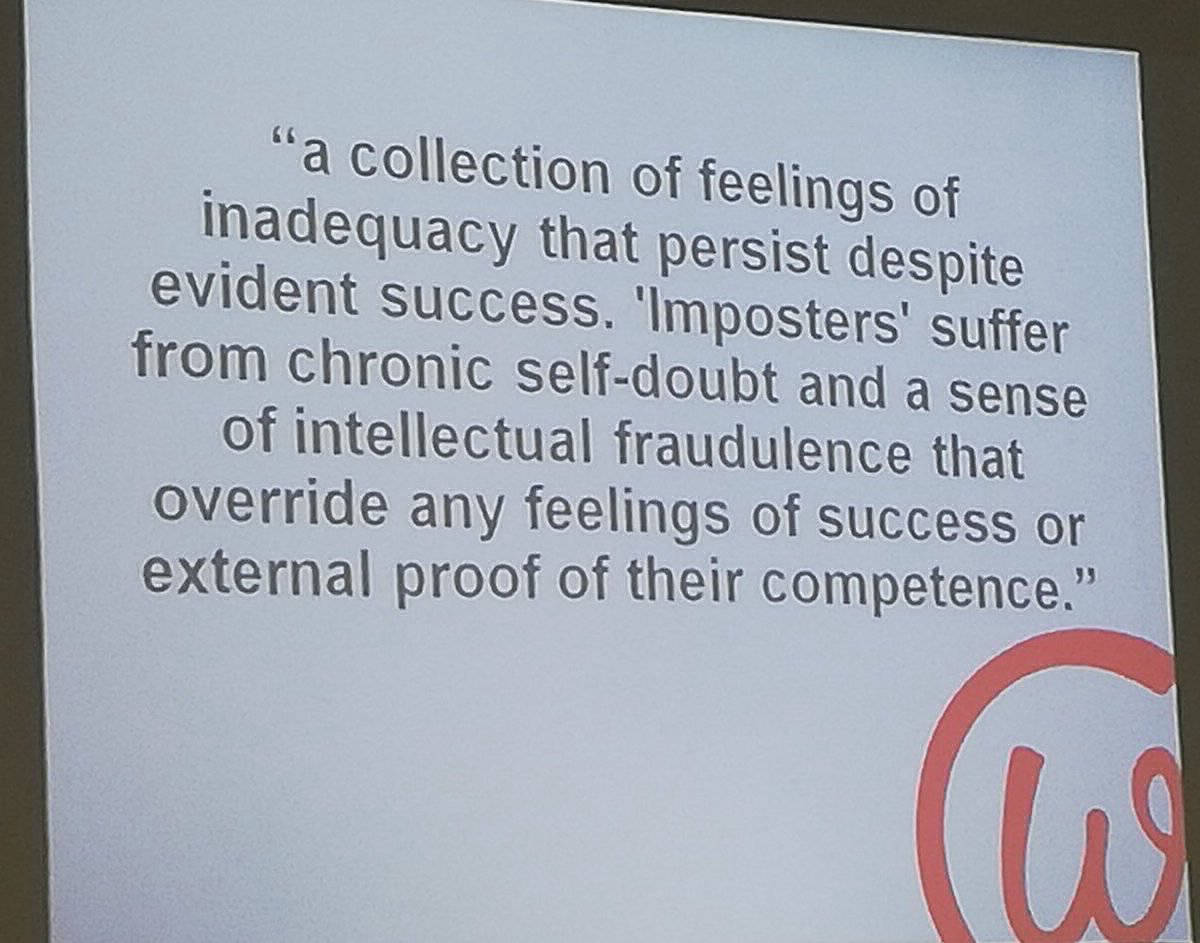 “a collection of feelings of
inadequacy that persist despite
evident success. 'Imposters' suffer
from chronic self-doubt and a sense
of intellectual fraudulence that
override any feelings of success or
external proof of their competence.”
w